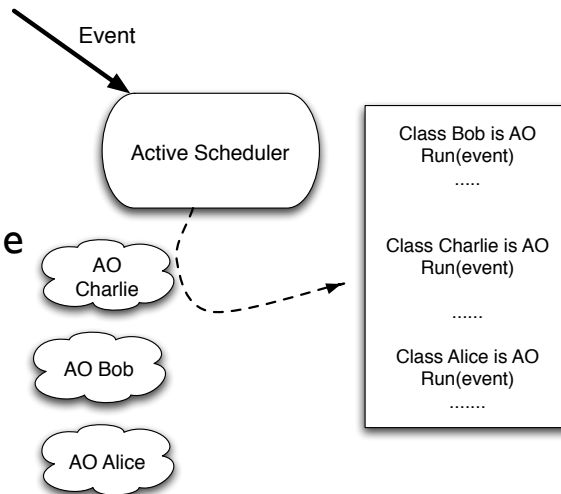 Event
Active Scheduler
e
AO
Charlie
AO Bob
AO Alice
Class Bob is AO
Run(event)
.....
Class Charlie is AO
Run(event)
......
Class Alice is AO
Run(event)
.......